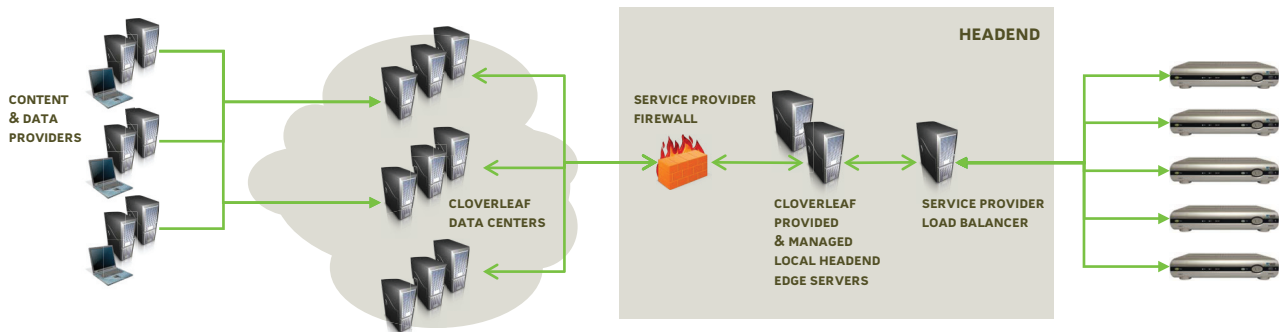 CONTENT
& DATA
PROVIDERS
CLOVERLEAF
DATA CENTERS
HEADEND
SERVICE PROVIDER
FIREWALL
CLOVERLEAF
PROVIDED
& MANAGED
LOCAL HEADEND
EDGE SERVERS
SERVICE PROVIDER
LOAD BALANCER